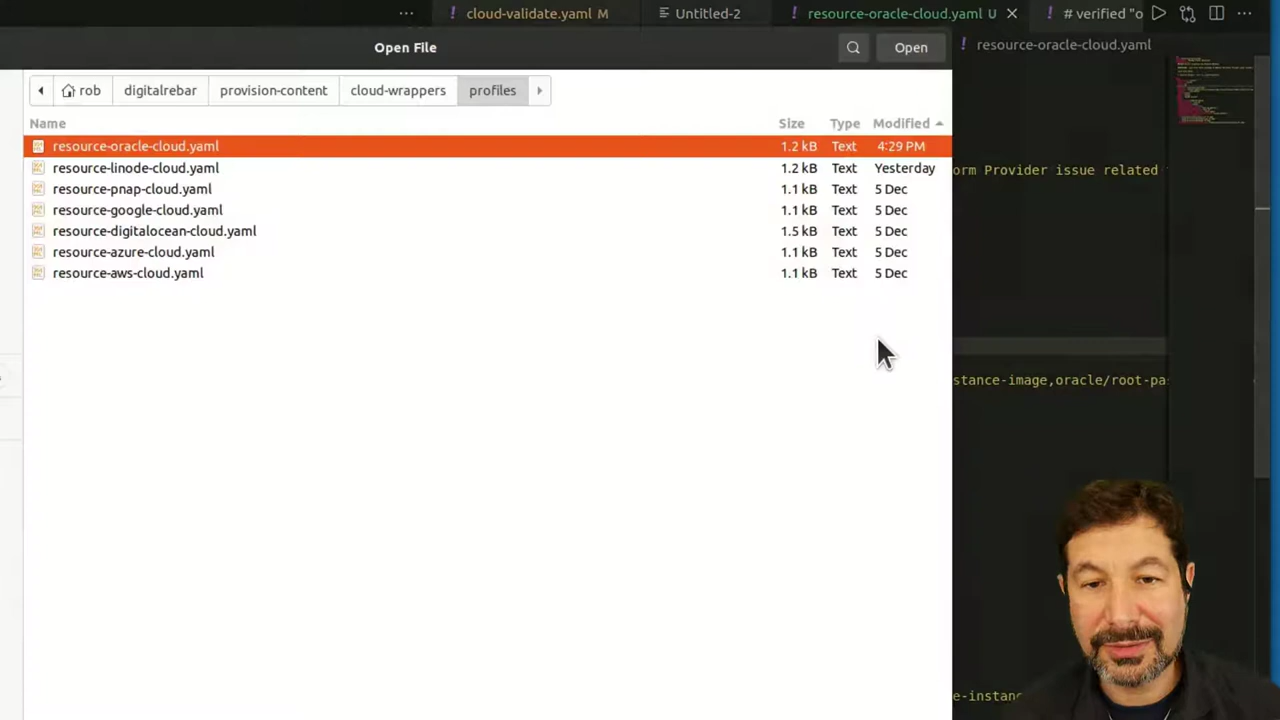 cloud-validate.yaml M
Untitled-2
resource-oracle-cloud.yaml U
# verified "o
Open File
Open
resource-oracle-cloud.yaml
rob
digitalrebar
provision-content
cloud-wrappers
profiles
Name Size Type Modified
resource-oracle-cloud.yaml 1.2 kB Text 4:29 PM
resource-linode-cloud.yaml 1.2 kB Text Yesterday
orm Provider issue related
resource-pnap-cloud.yaml 1.1 kB Text 5 Dec
resource-google-cloud.yaml 1.1 kB Text 5 Dec
resource-digitalocean-cloud.yaml 1.5 kB Text 5 Dec
resource-azure-cloud.yaml 1.1 kB Text 5 Dec
resource-aws-cloud.yaml 1.1 kB Text 5 Dec
stance-image,oracle/root-pa
e-instanc